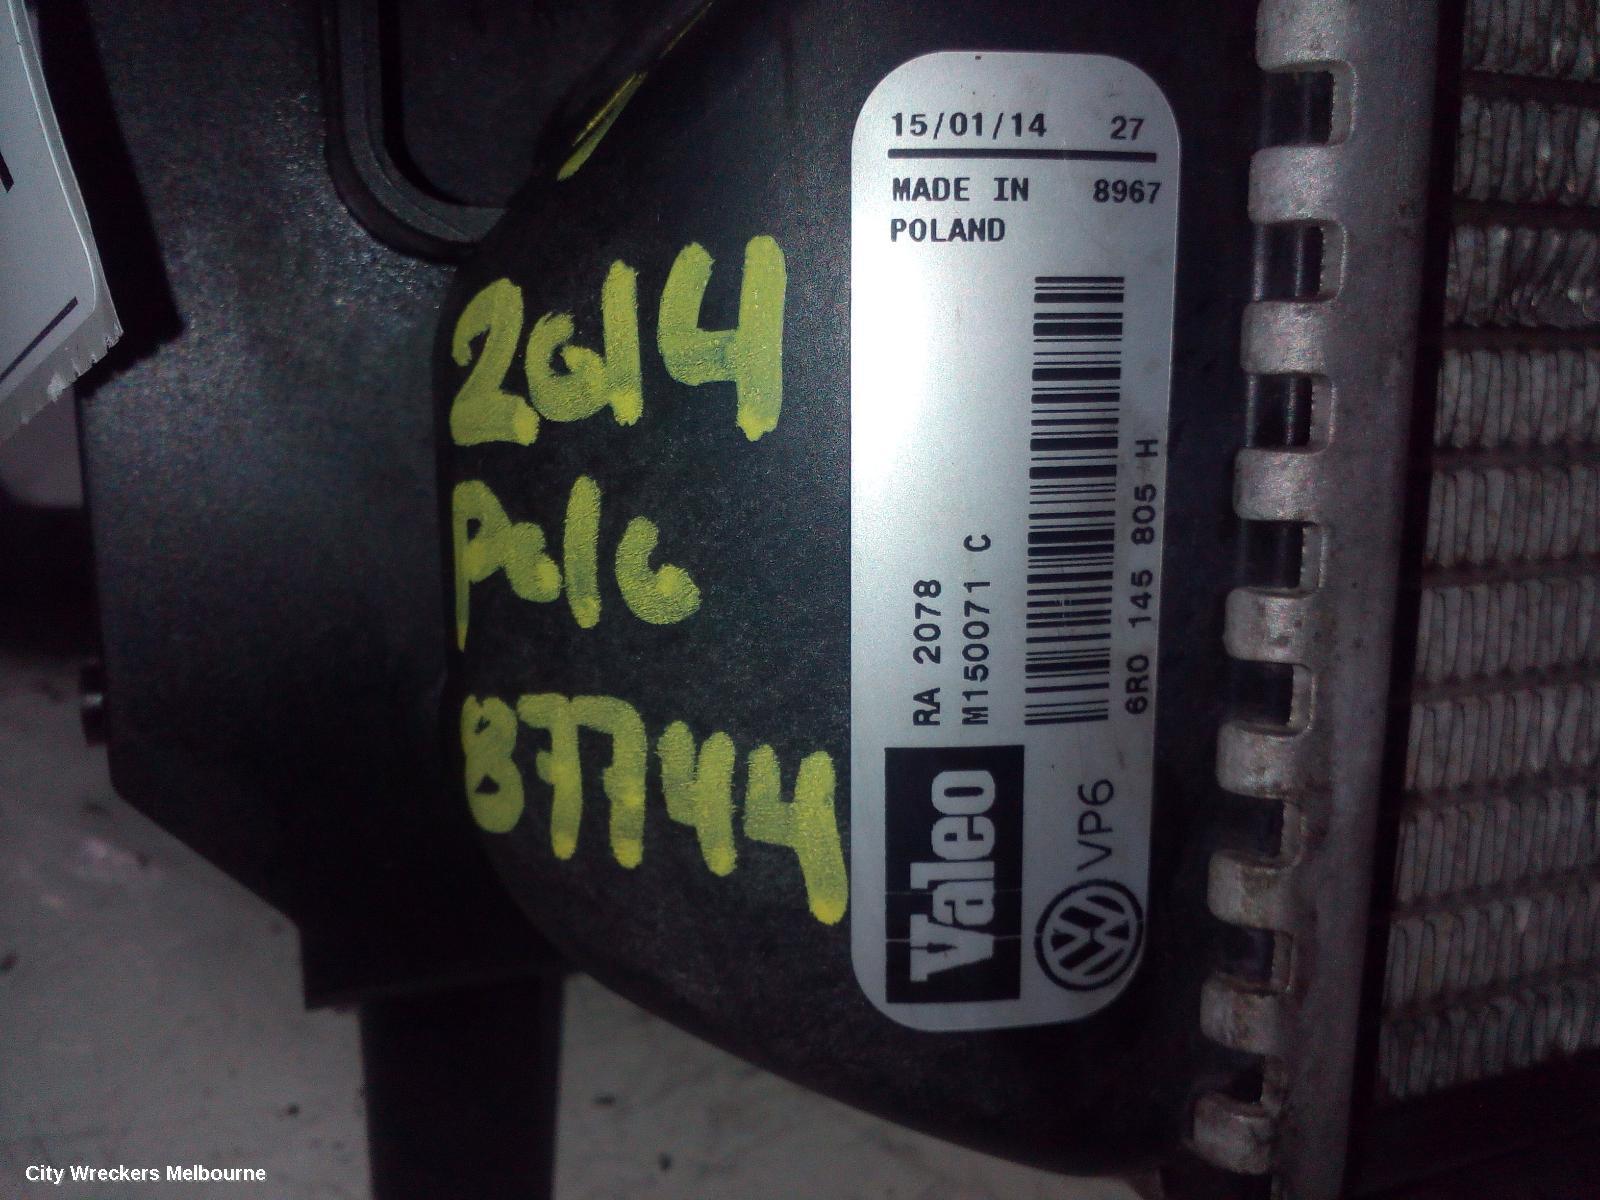 15/01/14 27
MADE IN 8967
POLAND
RA 2078
M150071 C
6R0 145 805 H
Valeo
VW VP6
2014
Polo
87744
City Wreckers Melbourne